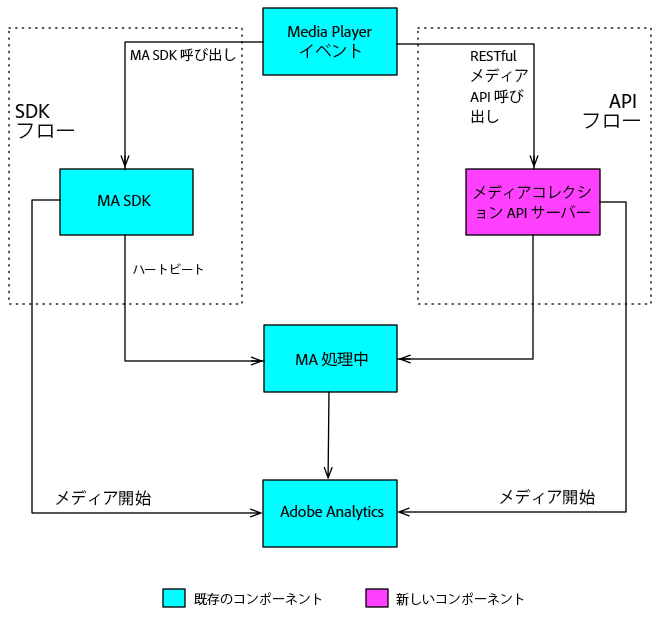 Media Player
イベント
MA SDK 呼び出し
RESTful
メディア
API 呼び
出し
SDK
フロー
API
フロー
MA SDK
メディアコレクシ
ョン API サーバー
ハートビート
MA 処理中
メディア開始
メディア開始
Adobe Analytics
既存のコンポーネント
新しいコンポーネント